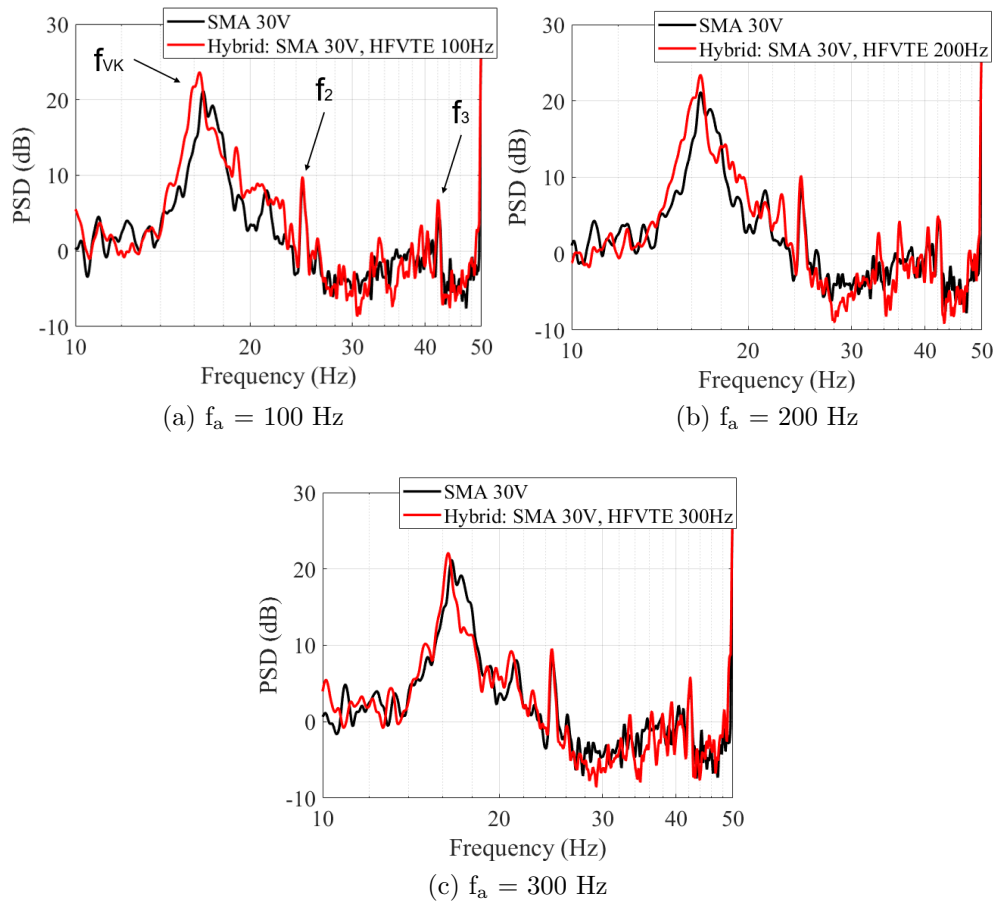 30
20
10
0
-10
PSD (dB)
SMA 30V
Hybrid: SMA 30V, HFVTE 100Hz
fVK
f2
f3
10
20
30
40
50
Frequency (Hz)
(a) fa = 100 Hz
30
20
10
0
-10
PSD (dB)
SMA 30V
Hybrid: SMA 30V, HFVTE 200Hz
10
20
30
40
50
Frequency (Hz)
(b) fa = 200 Hz
30
20
10
0
-10
PSD (dB)
SMA 30V
Hybrid: SMA 30V, HFVTE 300Hz
10
20
30
40
50
Frequency (Hz)
(c) fa = 300 Hz